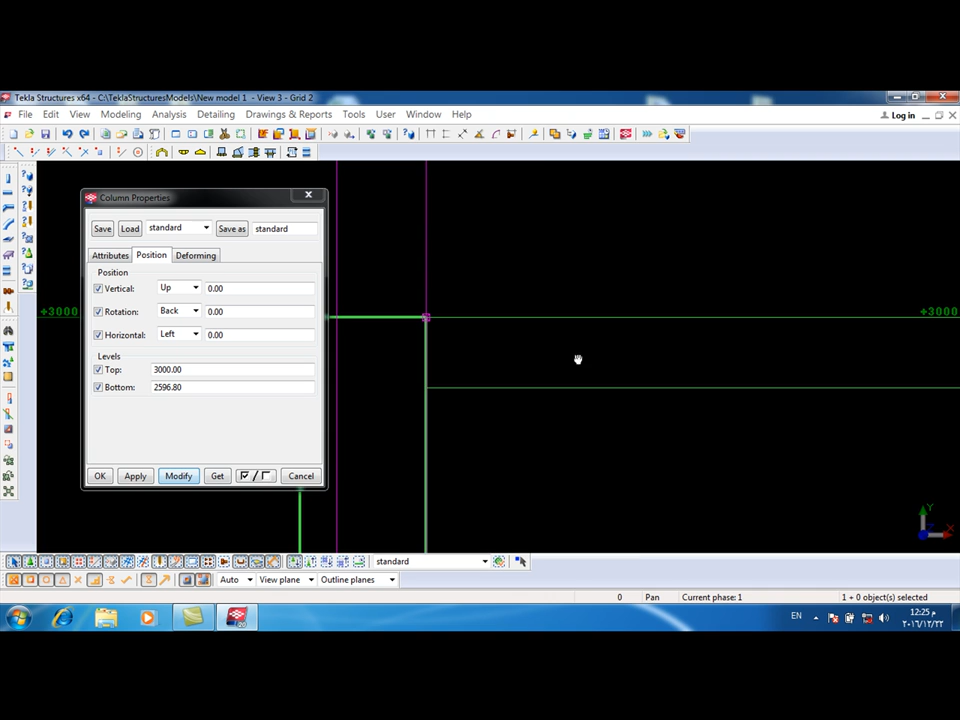 Tekla Structures x64 - C:\TeklaStructuresModels\New model 1 - View 3 - Grid 2
File Edit View Modeling Analysis Detailing Drawings & Reports Tools User Window Help
Log in
Column Properties
Save Load standard Save as standard
Attributes Position Deforming
Position
Vertical: Up 0.00
+3000 Rotation: Back 0.00 +3000
Horizontal: Left 0.00
Levels
Top: 3000.00
Bottom: 2596.80
OK Apply Modify Get / Cancel
Y
X
standard
Auto View plane Outline planes
0 Pan Current phase: 1 1 + 0 object(s) selected
EN 12:25 م
٢٠١٦/١٢/٢٢
20